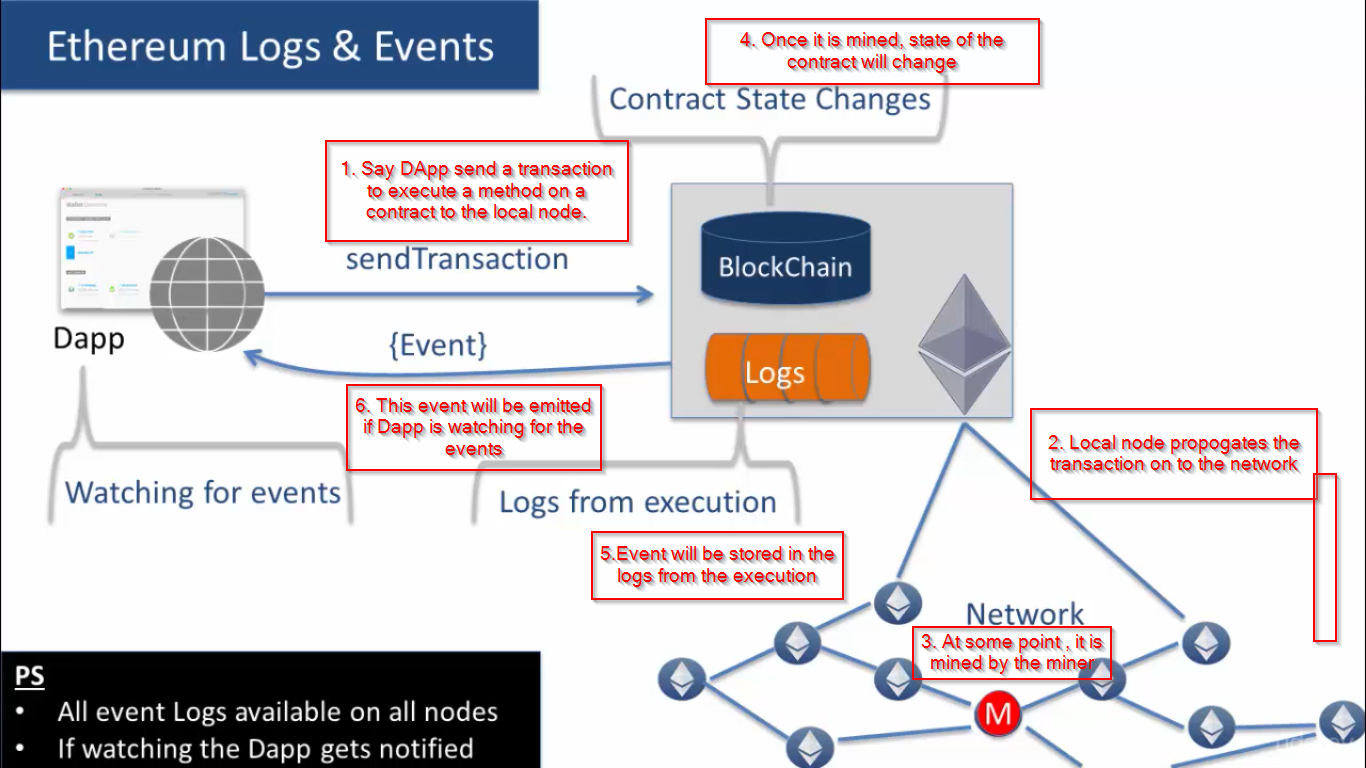 Ethereum Logs & Events
4. Once it is mined, state of the
contract will change
Contract State Changes
1. Say DApp send a transaction
to execute a method on a
contract to the local node.
sendTransaction
BlockChain
Dapp
{Event}
Logs
6. This event will be emitted
if Dapp is watching for the
events
2. Local node propogates the
transaction on to the network
Watching for events
Logs from execution
5.Event will be stored in the
logs from the execution
Network
3. At some point , it is
mined by the miner
M
PS
• All event Logs available on all nodes
• If watching the Dapp gets notified
udemy